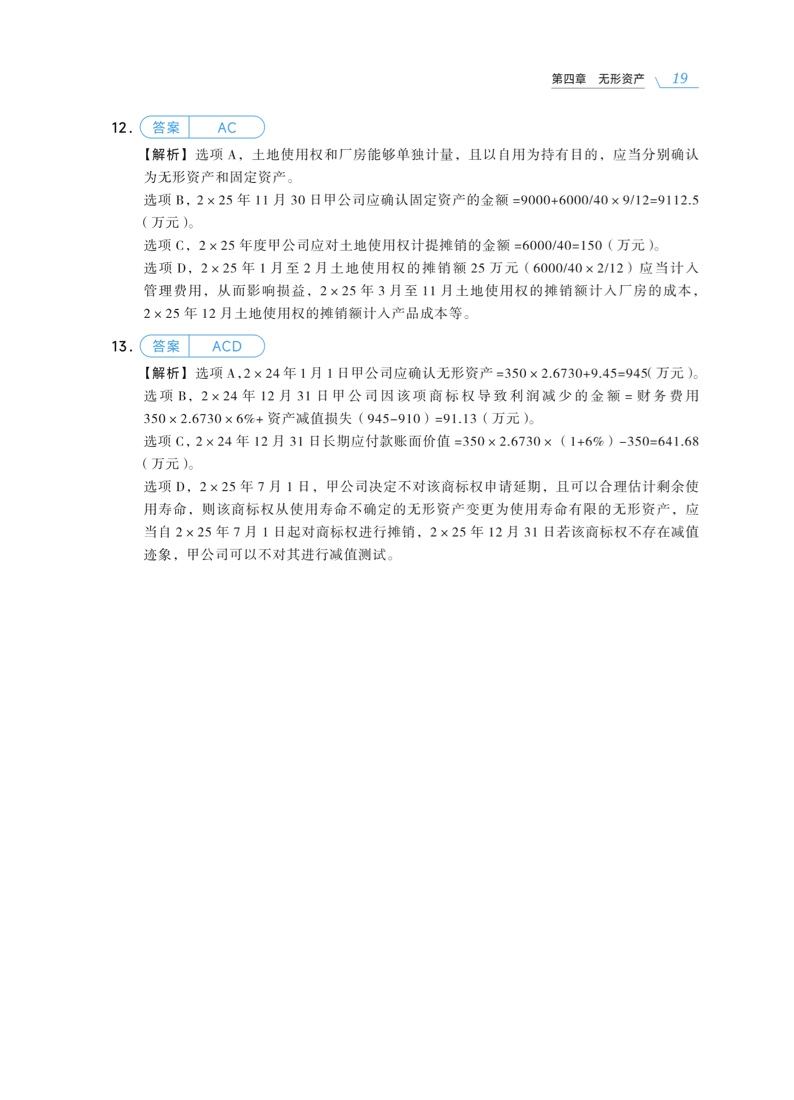 第四章 无形资产 19
12. 答案 AC
【解析】选项 A，土地使用权和厂房能够单独计量，且以自用为持有目的，应当分别确认
为无形资产和固定资产。
选项 B，2 × 25 年 11 月 30 日甲公司应确认固定资产的金额 =9000+6000/40 × 9/12=9112.5
（万元）。
选项 C，2 × 25 年度甲公司应对土地使用权计提摊销的金额 =6000/40=150（万元）。
选项 D，2 × 25 年 1 月至 2 月土地使用权的摊销额 25 万元（6000/40 × 2/12）应当计入
管理费用，从而影响损益，2 × 25 年 3 月至 11 月土地使用权的摊销额计入厂房的成本，
2 × 25 年 12 月土地使用权的摊销额计入产品成本等。
13. 答案 ACD
【解析】选项 A，2 × 24 年 1 月 1 日甲公司应确认无形资产 =350 × 2.6730+9.45=945（万元）。
选项 B，2 × 24 年 12 月 31 日甲公司因该项商标权导致利润减少的金额 = 财务费用
350 × 2.6730 × 6%+ 资产减值损失（945-910）=91.13（万元）。
选项 C，2 × 24 年 12 月 31 日长期应付款账面价值 =350 × 2.6730 ×（1+6%）-350=641.68
（万元）。
选项 D，2 × 25 年 7 月 1 日，甲公司决定不对该商标权申请延期，且可以合理估计剩余使
用寿命，则该商标权从使用寿命不确定的无形资产变更为使用寿命有限的无形资产，应
当自 2 × 25 年 7 月 1 日起对商标权进行摊销，2 × 25 年 12 月 31 日若该商标权不存在减值
迹象，甲公司可以不对其进行减值测试。